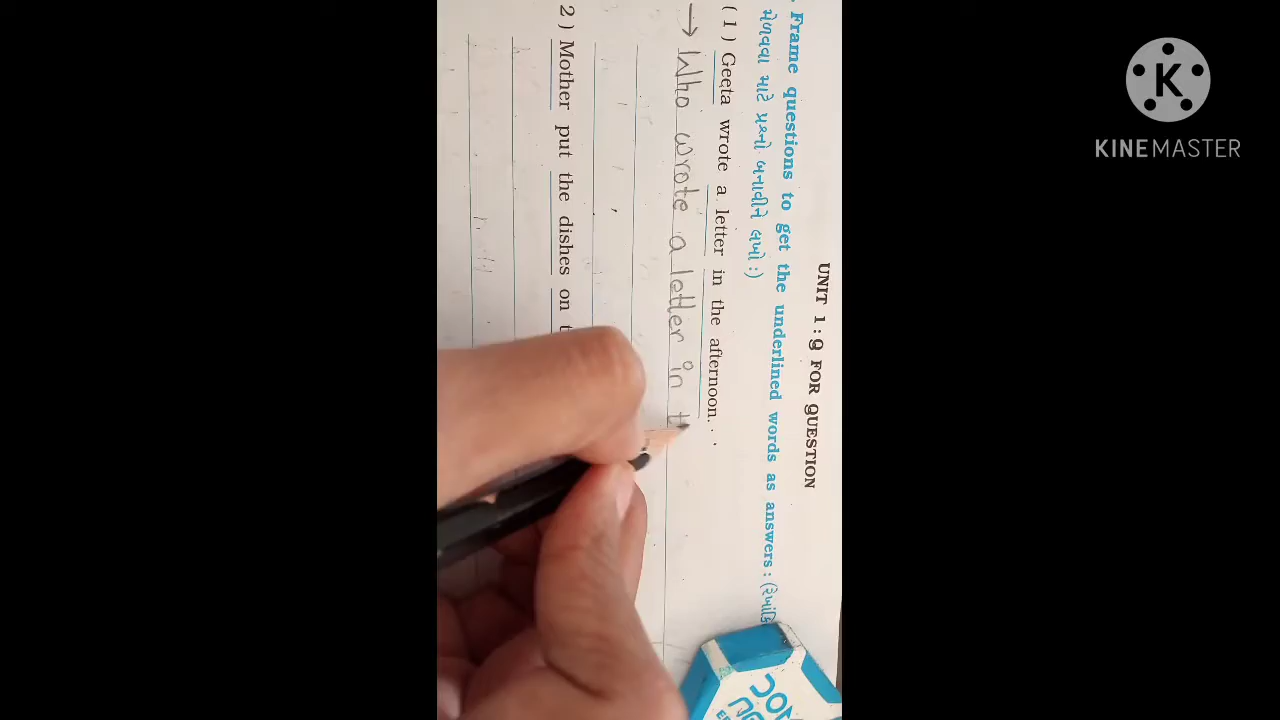 UNIT 1 : Q FOR QUESTION
Frame questions to get the underlined words as answers : (રેખાંકિ
મેળવવા માટે પ્રશ્નો બનાવીને લખો :)
(1) Geeta wrote a letter in the afternoon.
→ Who wrote a letter in t
2) Mother put the dishes on t
K
KINEMASTER